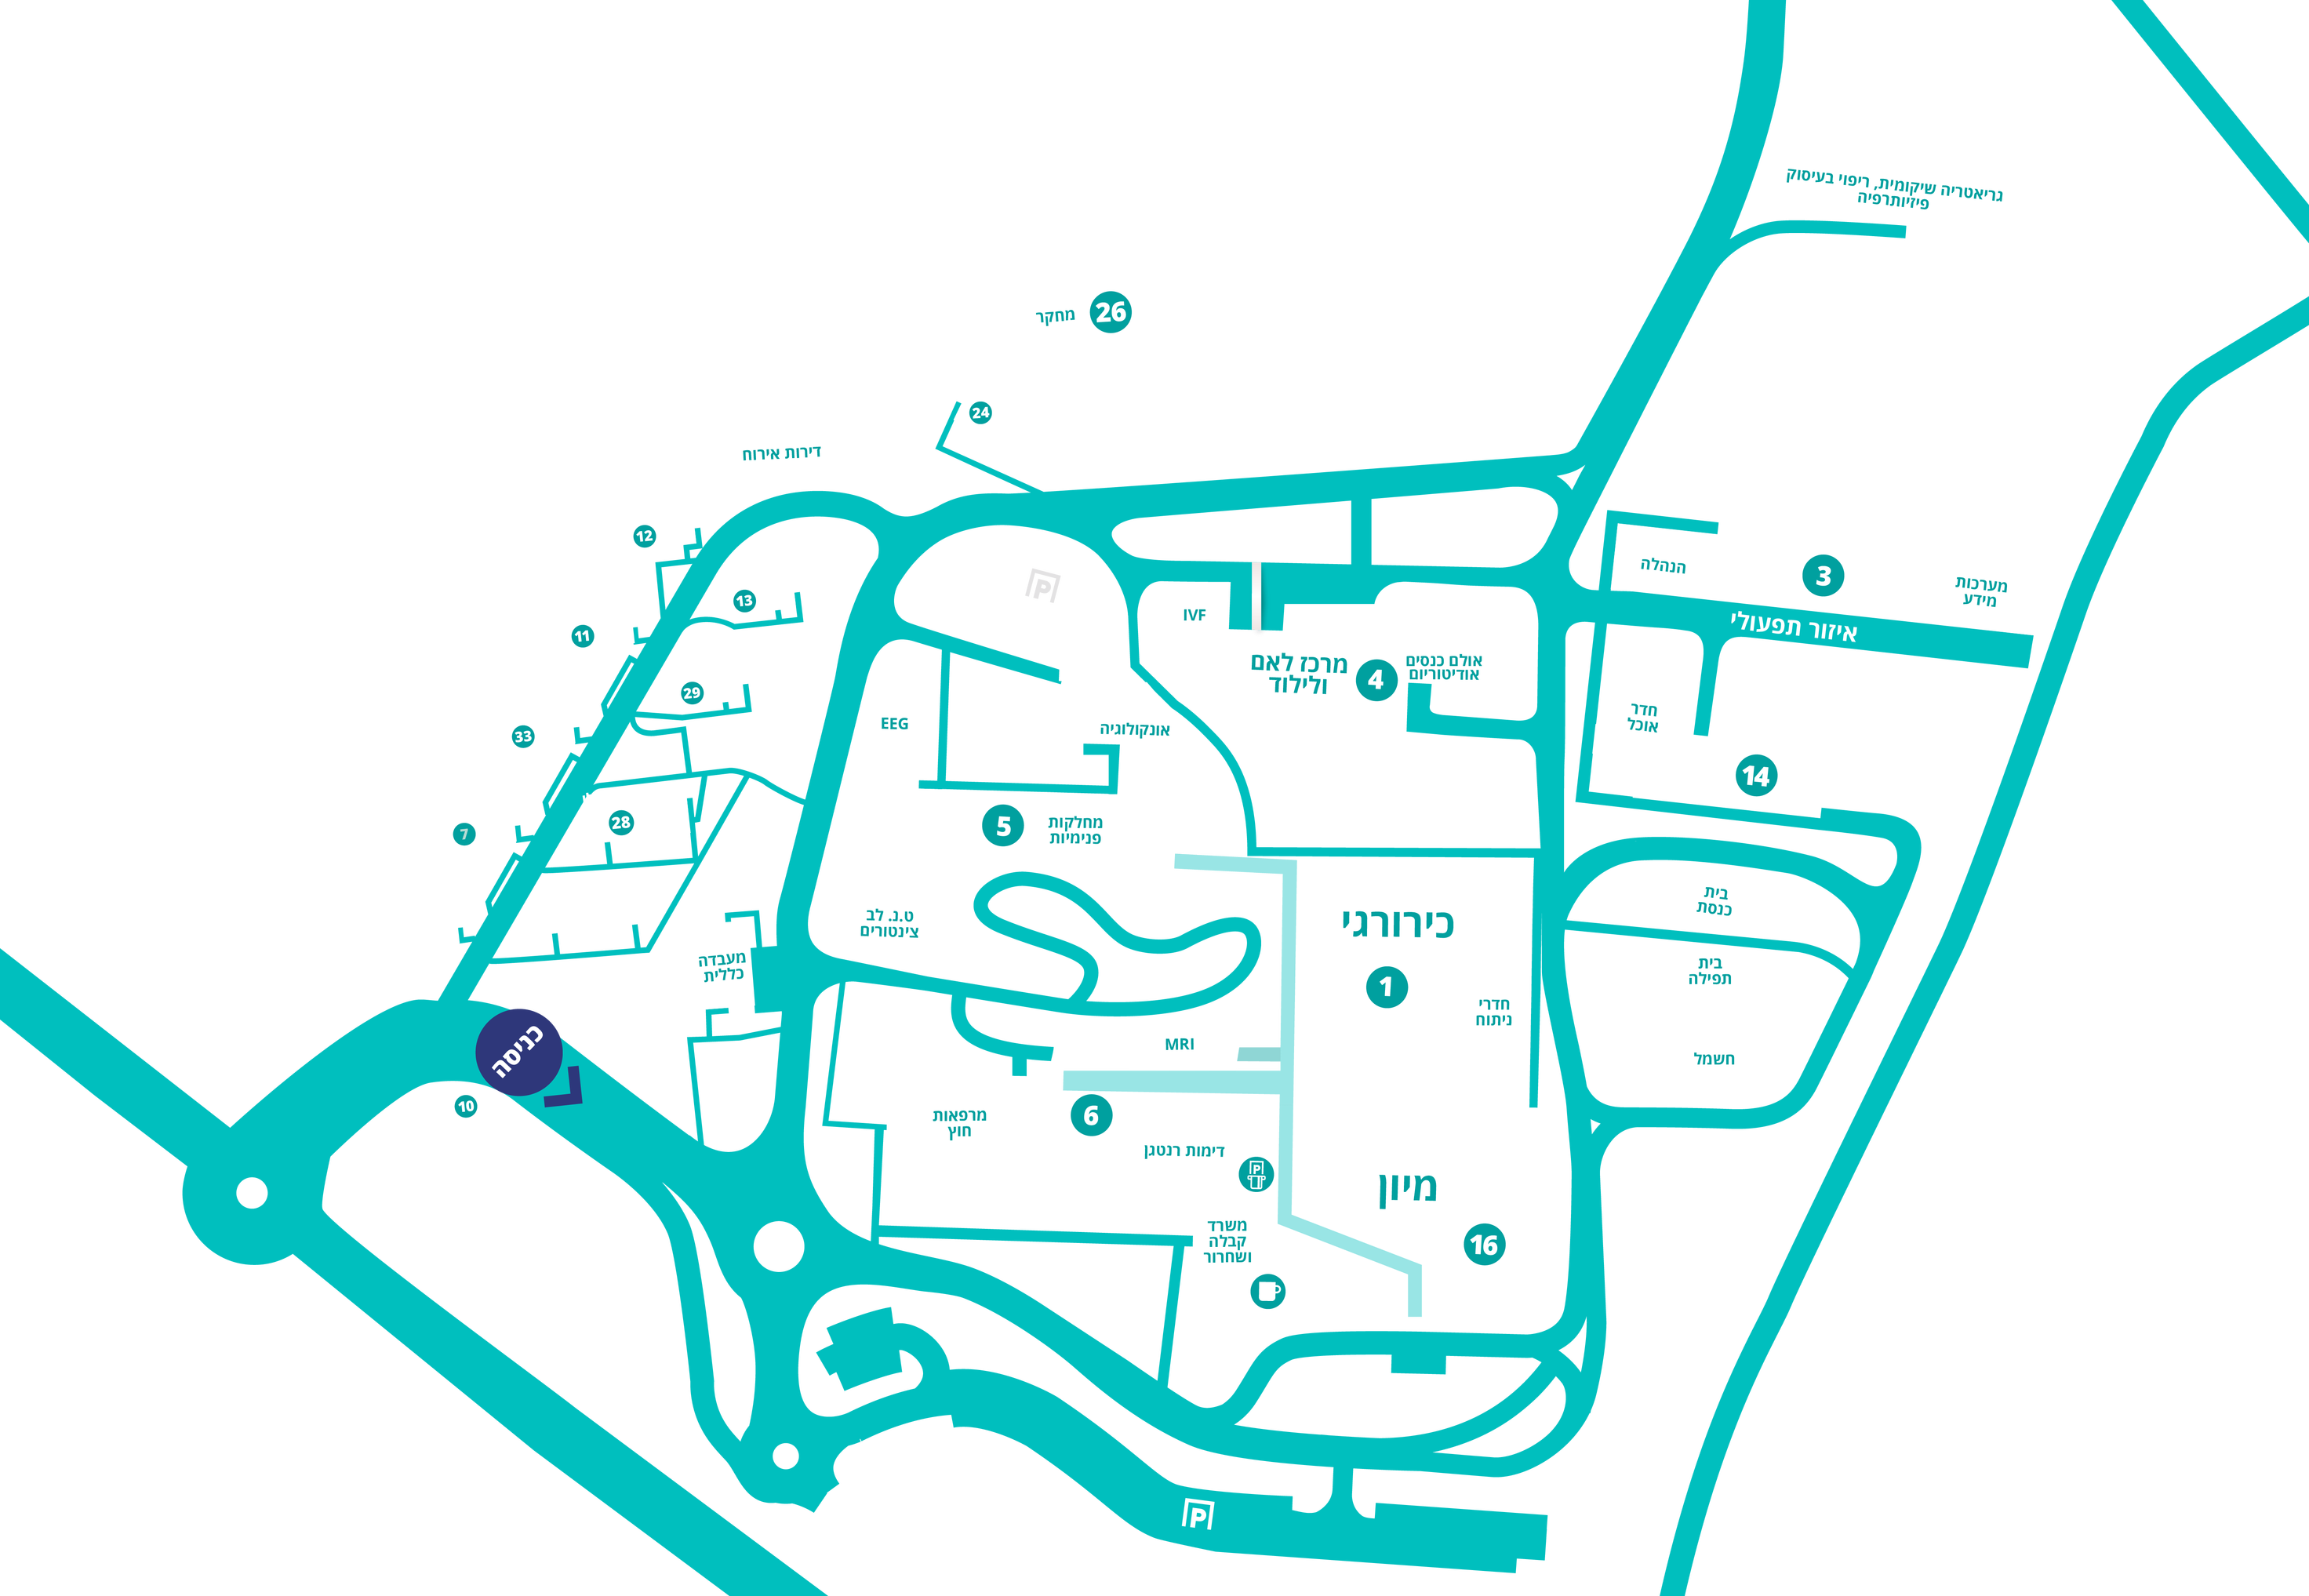 גריאטריה שיקומית, ריפוי בעיסוק
פיזיותרפיה
מחקר
26
24
דירות אירוח
12
13
11
29
33
28
7
10
כניסה
P
IVF
מרכז לאם
ולילוד
4
אולם כנסים
אודיטוריום
הנהלה
3
מערכות
מידע
איזור תפעולי
חדר
אוכל
14
EEG
אונקולוגיה
5
מחלקות
פנימיות
ט.נ. לב
צינטורים
מעבדה
כללית
כירורגי
1
חדרי
ניתוח
בית
כנסת
בית
תפילה
חשמל
MRI
מרפאות
חוץ
6
דימות רנטגן
P
מיון
16
משרד
קבלה
ושחרור
P